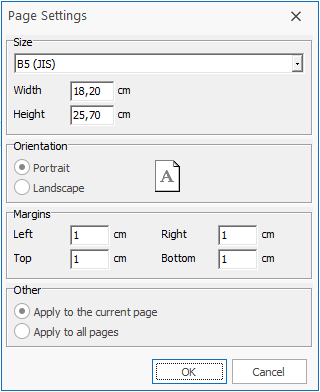 Page Settings
Size
B5 (JIS)
Width 18,20 cm
Height 25,70 cm
Orientation
Portrait
A
Landscape
Margins
Left 1 cm Right 1 cm
Top 1 cm Bottom 1 cm
Other
Apply to the current page
Apply to all pages
OK Cancel